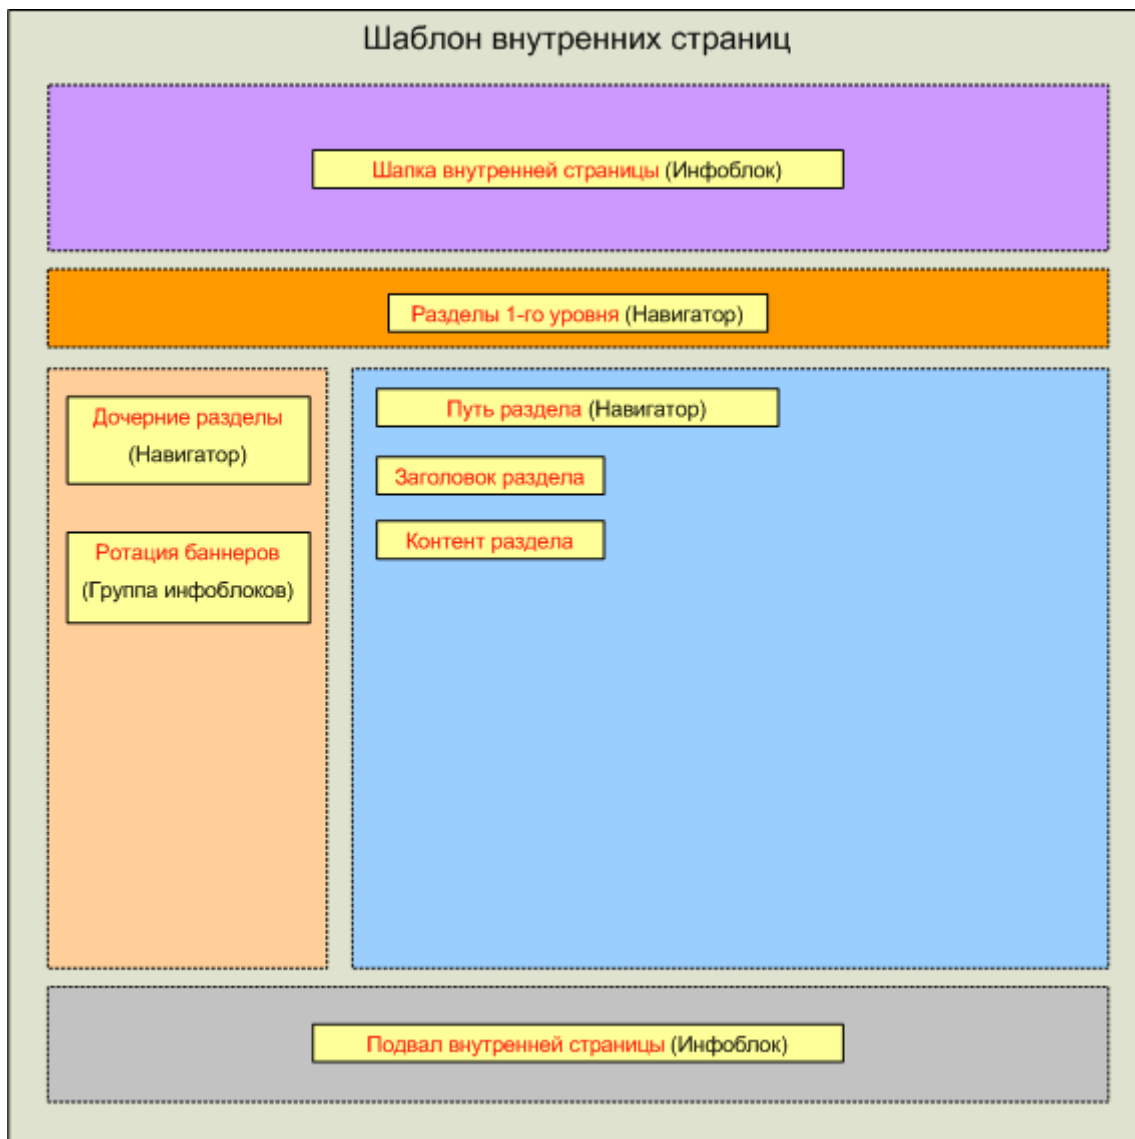 Шаблон внутренних страниц
Шапка внутренней страницы (Инфоблок)
Разделы 1-го уровня (Навигатор)
Дочерние разделы
(Навигатор)
Ротация баннеров
(Группа инфоблоков)
Путь раздела (Навигатор)
Заголовок раздела
Контент раздела
Подвал внутренней страницы (Инфоблок)